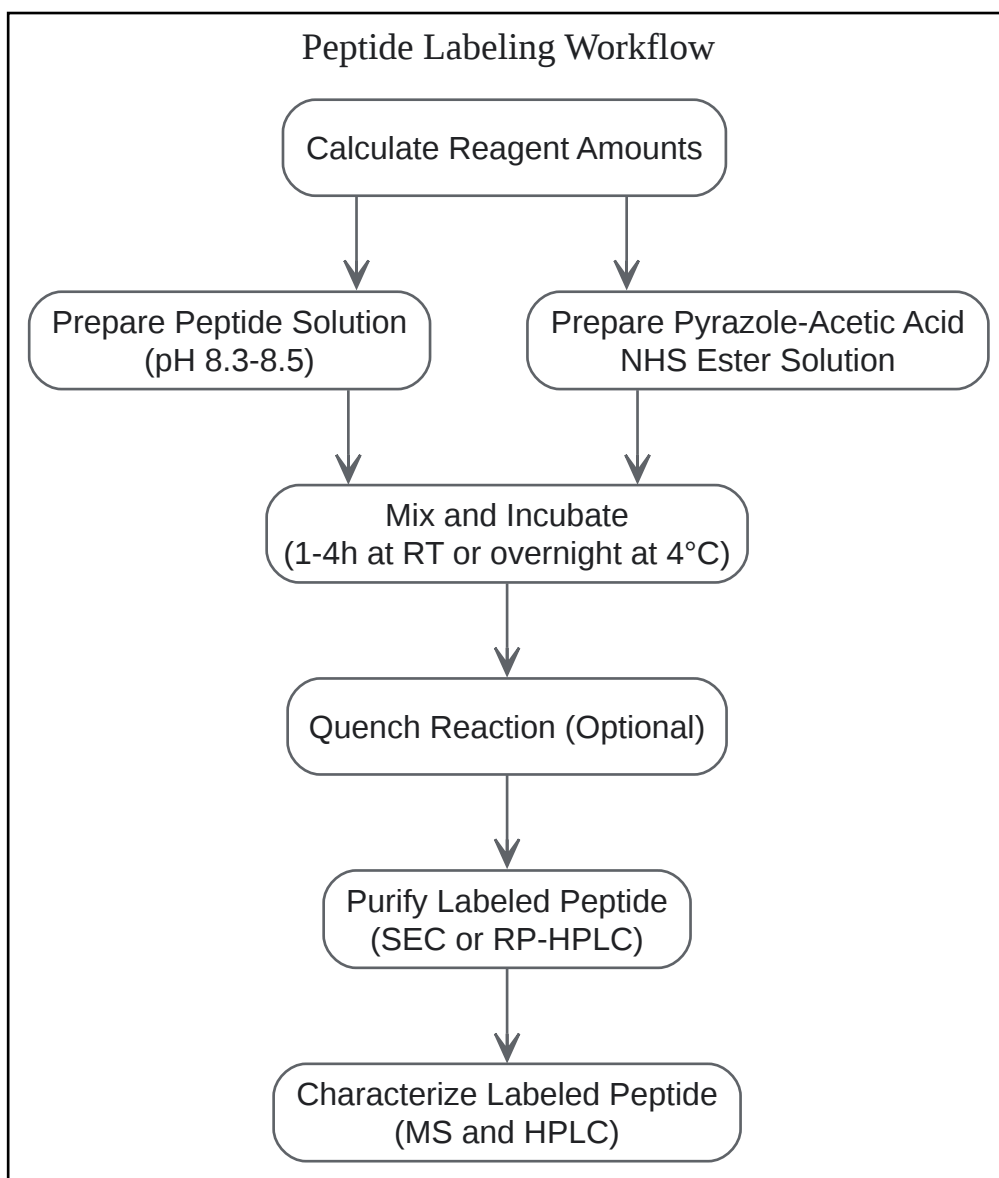 Peptide Labeling Workflow
Calculate Reagent Amounts
Prepare Peptide Solution
(pH 8.3-8.5)
Prepare Pyrazole-Acetic Acid
NHS Ester Solution
Mix and Incubate
(1-4h at RT or overnight at 4°C)
Quench Reaction (Optional)
Purify Labeled Peptide
(SEC or RP-HPLC)
Characterize Labeled Peptide
(MS and HPLC)